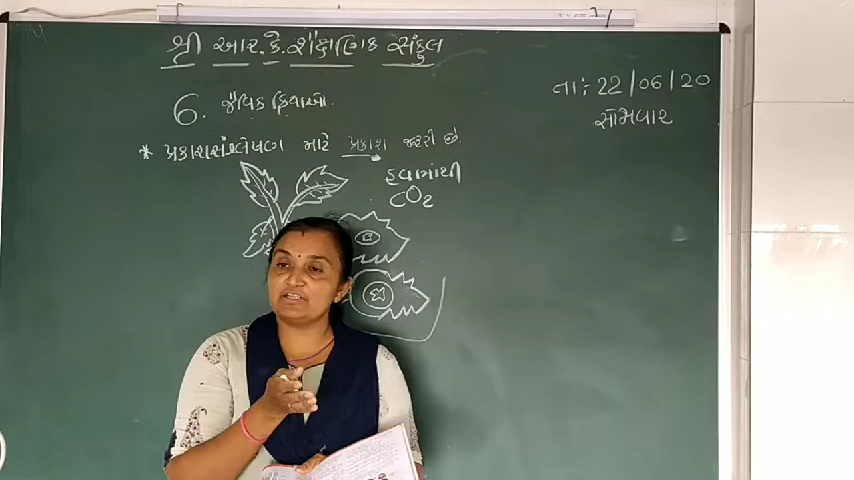 શ્રી આર.કે.શૈક્ષણિક સંકુલ
તા: 22/06/20
સોમવાર
6. જૈવિક ક્રિયાઓ.
* પ્રકાશસંશ્લેષણ માટે પ્રકાશ જરૂરી છે.
હવામાંથી
CO2